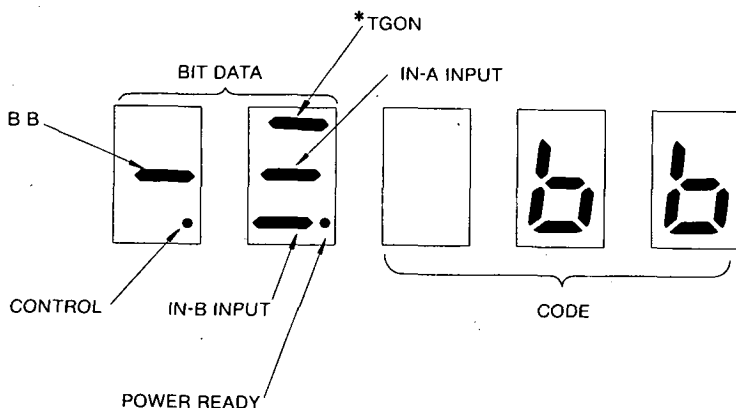 *TGON
BIT DATA
IN-A INPUT
B B
b b
CONTROL
IN-B INPUT
CODE
POWER READY